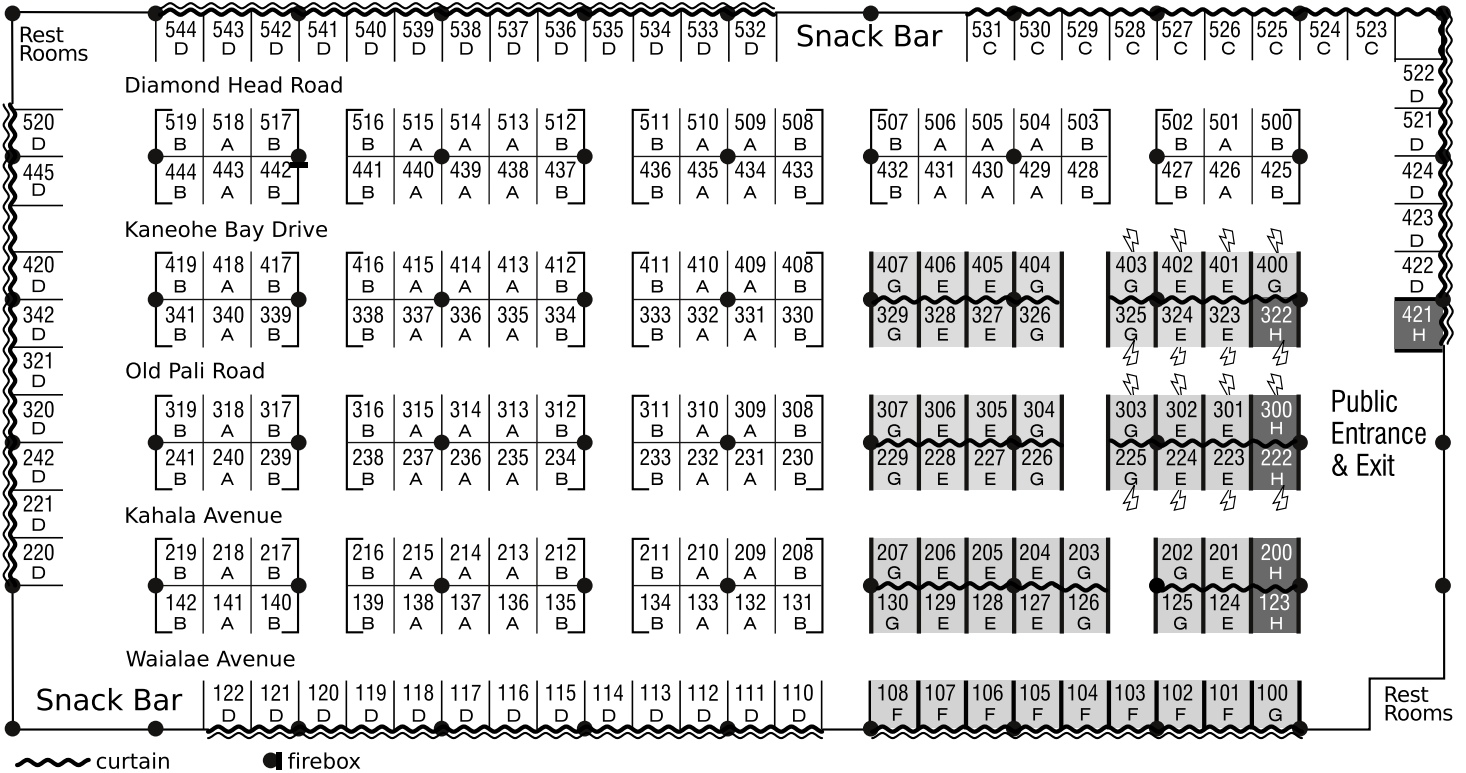 544 543 542 541 540 539 538 537 536 535 534 533 532 Snack Bar 531 530 529 528 527 526 525 524 523
D D D D D D D D D D D D D C C C C C C C C C
Rest
Rooms
522
D
Diamond Head Road
520 519 518 517 516 515 514 513 512 511 510 509 508 507 506 505 504 503 502 501 500 521
D B A B B A A A B B A A B B A A A B B A B D
445 444 443 442 441 440 439 438 437 436 435 434 433 432 431 430 429 428 427 426 425 424
D B A B B A A A B B A A B B A A A B B A B D
Kaneohe Bay Drive
423
D
420 419 418 417 416 415 414 413 412 411 410 409 408 407 406 405 404 403 402 401 400 422
D B A B B A A A B B A A B G E E G G E E G D
342 341 340 339 338 337 336 335 334 333 332 331 330 329 328 327 326 325 324 323 322 421
D B A B B A A A B B A A B G E E G G E E H H
321
D
Old Pali Road
320 319 318 317 316 315 314 313 312 311 310 309 308 307 306 305 304 303 302 301 300
D B A B B A A A B B A A B G E E G G E E H
242 241 240 239 238 237 236 235 234 233 232 231 230 229 228 227 226 225 224 223 222
D B A B B A A A B B A A B G E E G G E E H
Public
Entrance
& Exit
221
D
Kahala Avenue
220 219 218 217 216 215 214 213 212 211 210 209 208 207 206 205 204 203 202 201 200
D B A B B A A A B B A A B G E E E G G E H
142 141 140 139 138 137 136 135 134 133 132 131 130 129 128 127 126 125 124 123
B A B B A A A B B A A B G E E E G G E H
Waialae Avenue
Snack Bar 122 121 120 119 118 117 116 115 114 113 112 111 110 108 107 106 105 104 103 102 101 100
D D D D D D D D D D D D D F F F F F F F F G
Rest
Rooms
curtain firebox